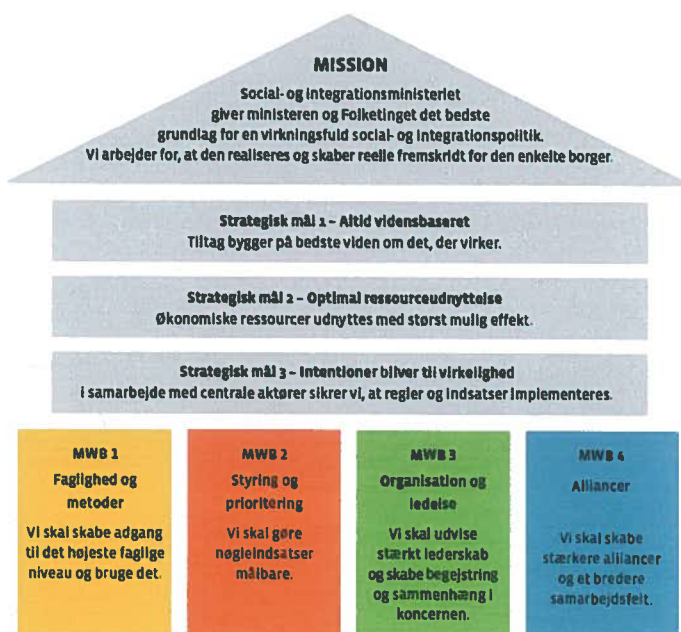 MISSION
Social- og Integrationsministeriet
giver ministeren og Folketinget det bedste
grundlag for en virkningsfuld social- og integrationspolitik.
Vi arbejder for, at den realiseres og skaber reelle fremskridt for den enkelte borger.
Strategisk mål 1 – Altid vidensbaseret
Tiltag bygger på bedste viden om det, der virker.
Strategisk mål 2 – Optimal ressourceudnyttelse
Økonomiske ressourcer udnyttes med størst mulig effekt.
Strategisk mål 3 – Intentioner bliver til virkelighed
I samarbejde med centrale aktører sikrer vi, at regler og indsatser implementeres.
MWB 1
Faglighed og
metoder
Vi skal skabe adgang
til det højeste faglige
niveau og bruge det.
MWB 2
Styring og
prioritering
Vi skal gøre
nøgleindsatser
målbare.
MWB 3
Organisation og
ledelse
Vi skal udvise
stærkt lederskab
og skabe begejstring
og sammenhæng i
koncernen.
MWB 4
Alliancer
Vi skal skabe
stærkere alliancer
og et bredere
samarbejdsfelt.